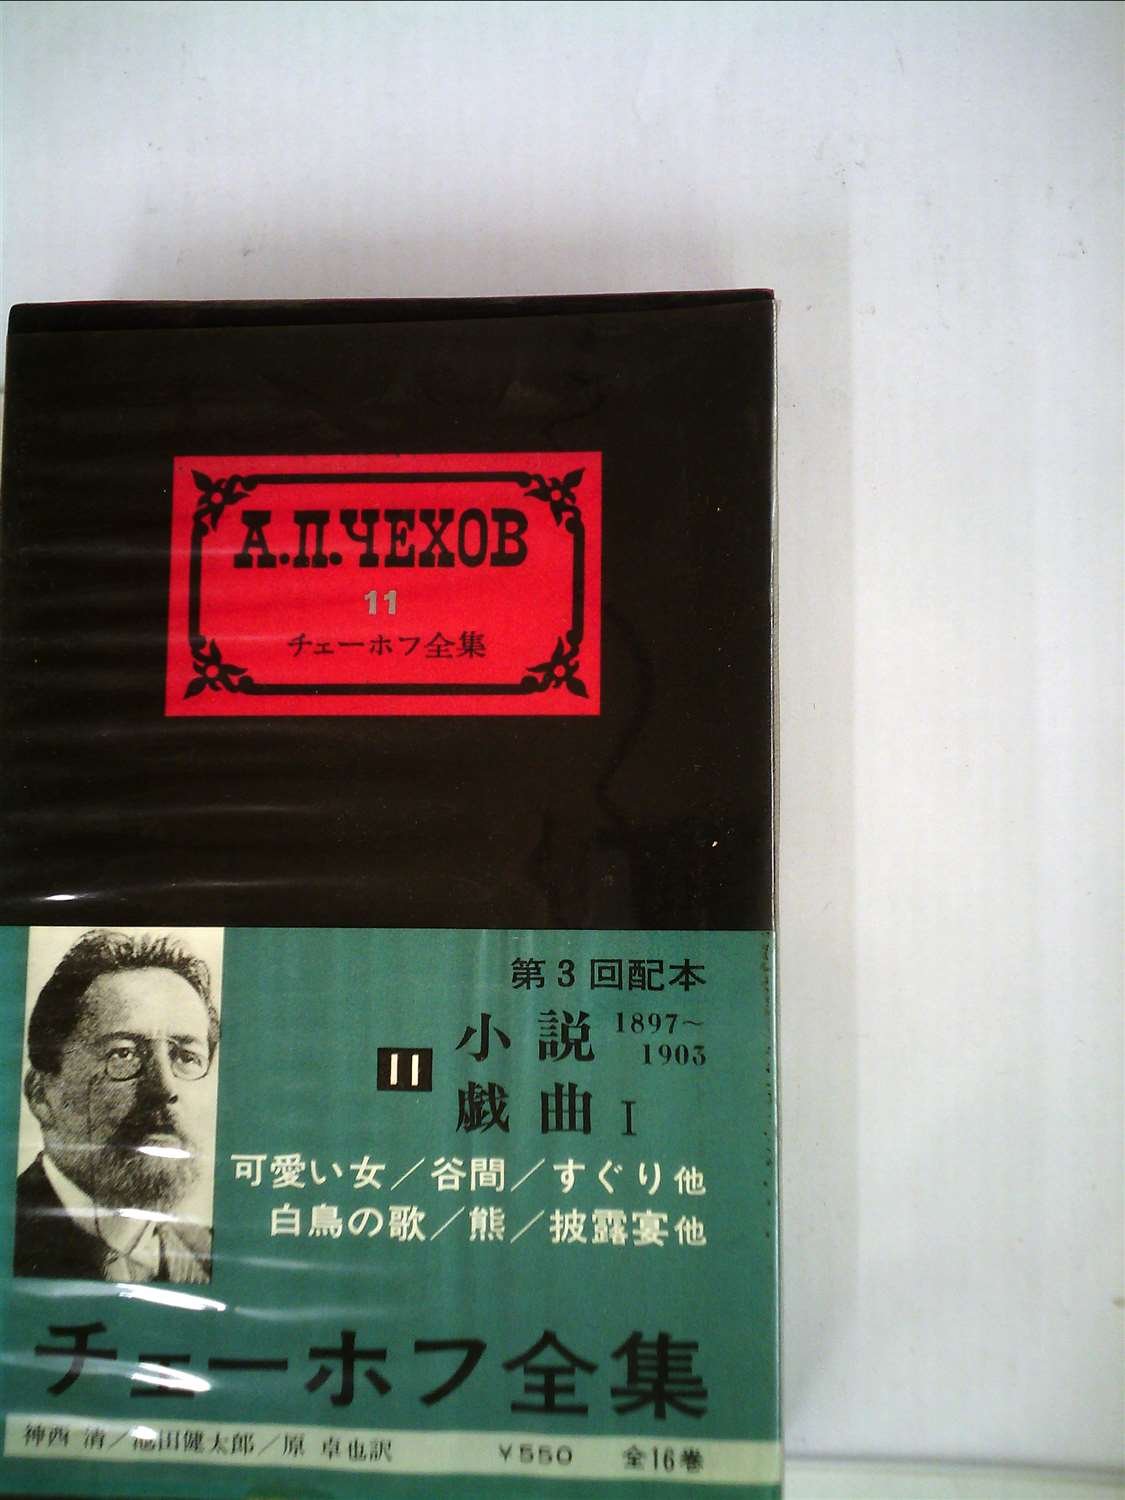 А.П.ЧЕХОВ
11
チェーホフ全集
第3回配本
11
小説 1897～1903
戯曲 I
可愛い女／谷間／すぐり他
白鳥の歌／熊／披露宴他
チェーホフ全集
神西 清／池田健太郎／原 卓也訳 ￥550 全16巻